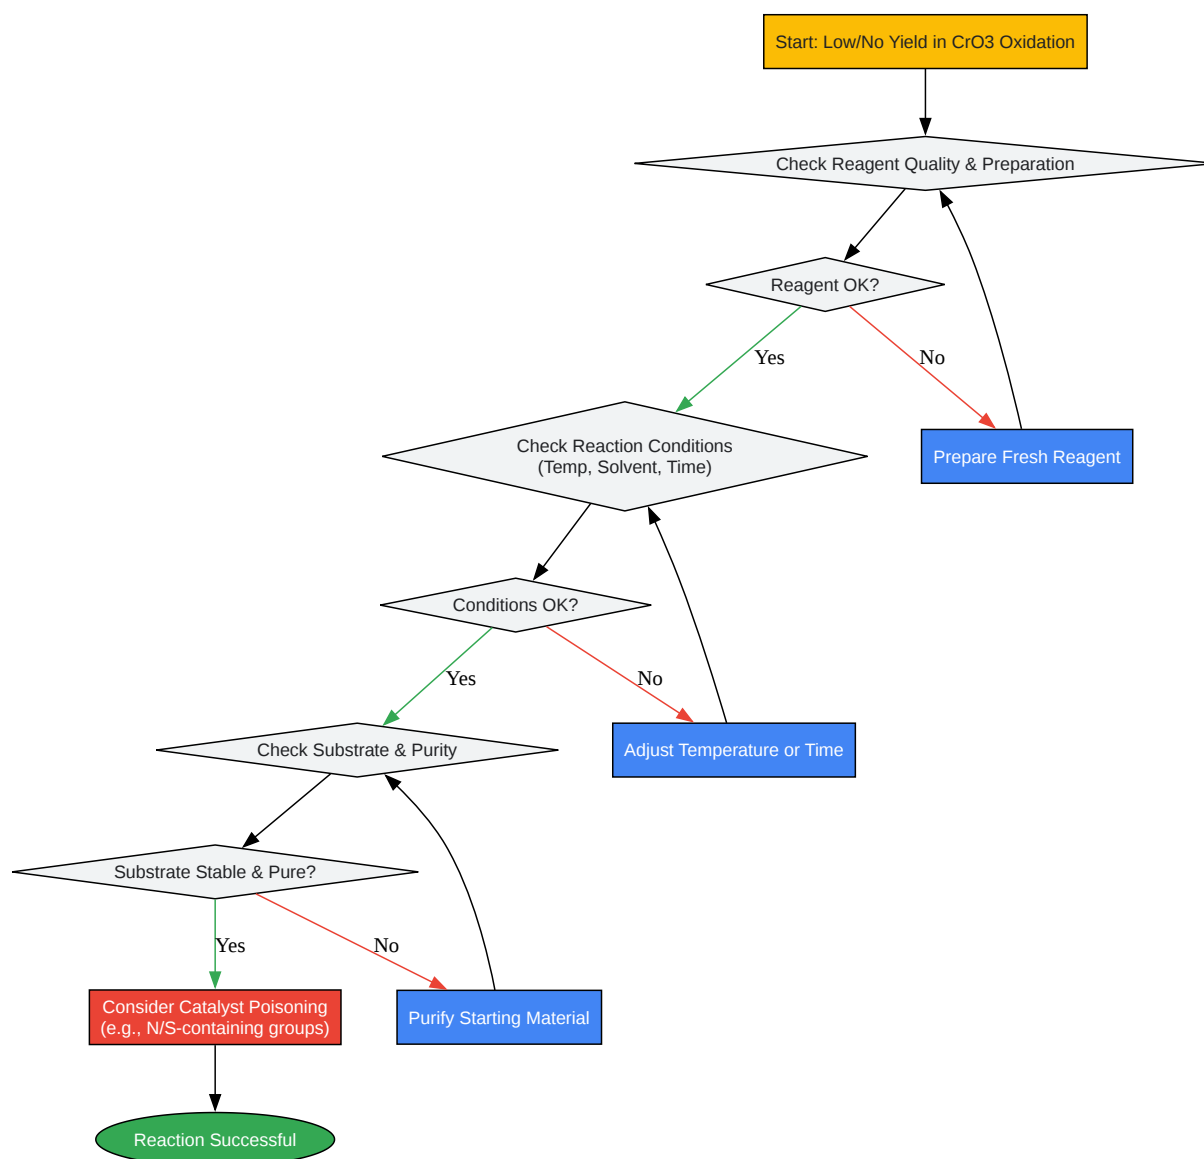 Start: Low/No Yield in CrO3 Oxidation
Check Reagent Quality & Preparation
Reagent OK?
Yes
No
Check Reaction Conditions
(Temp, Solvent, Time)
Prepare Fresh Reagent
Conditions OK?
Yes
No
Check Substrate & Purity
Adjust Temperature or Time
Substrate Stable & Pure?
Yes
No
Consider Catalyst Poisoning
(e.g., N/S-containing groups)
Purify Starting Material
Reaction Successful